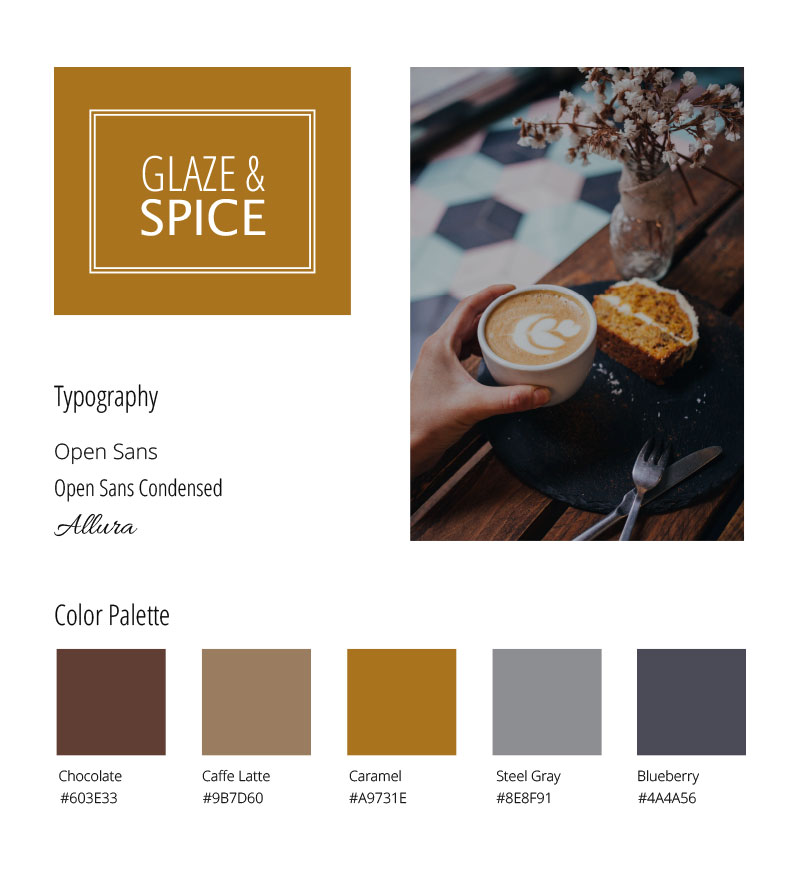 GLAZE &
SPICE
Typography
Open Sans
Open Sans Condensed
Allura
Color Palette
Chocolate
#603E33
Caffe Latte
#9B7D60
Caramel
#A9731E
Steel Gray
#8E8F91
Blueberry
#4A4A56